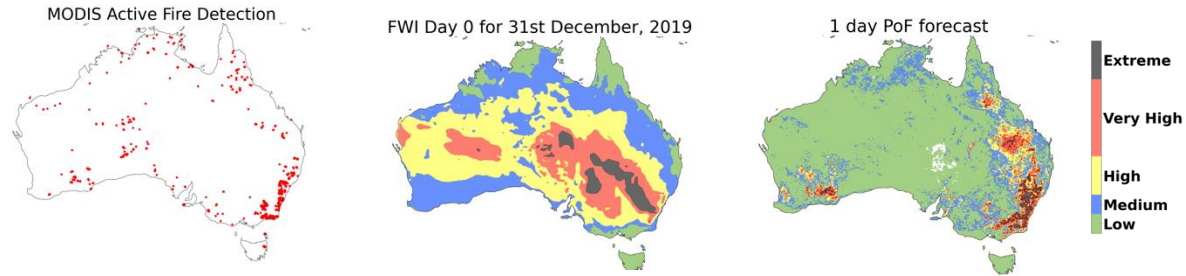 MODIS Active Fire Detection
FWI Day 0 for 31st December, 2019
1 day PoF forecast
Extreme
Very High
High
Medium
Low